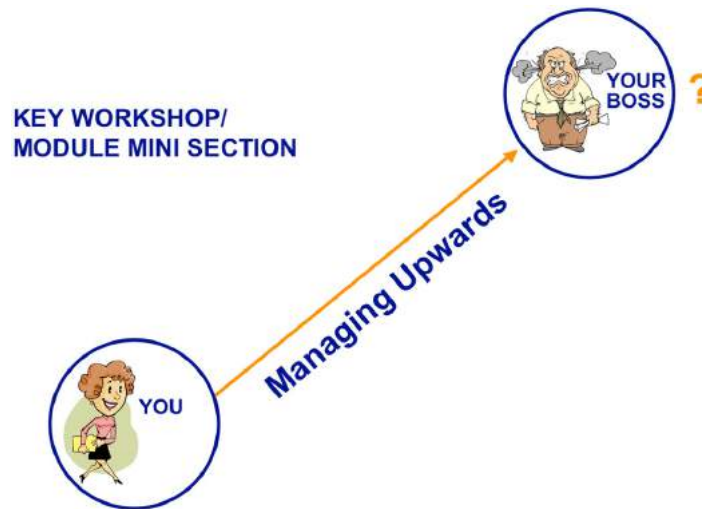 YOUR
BOSS
?
KEY WORKSHOP/
MODULE MINI SECTION
Managing Upwards
YOU